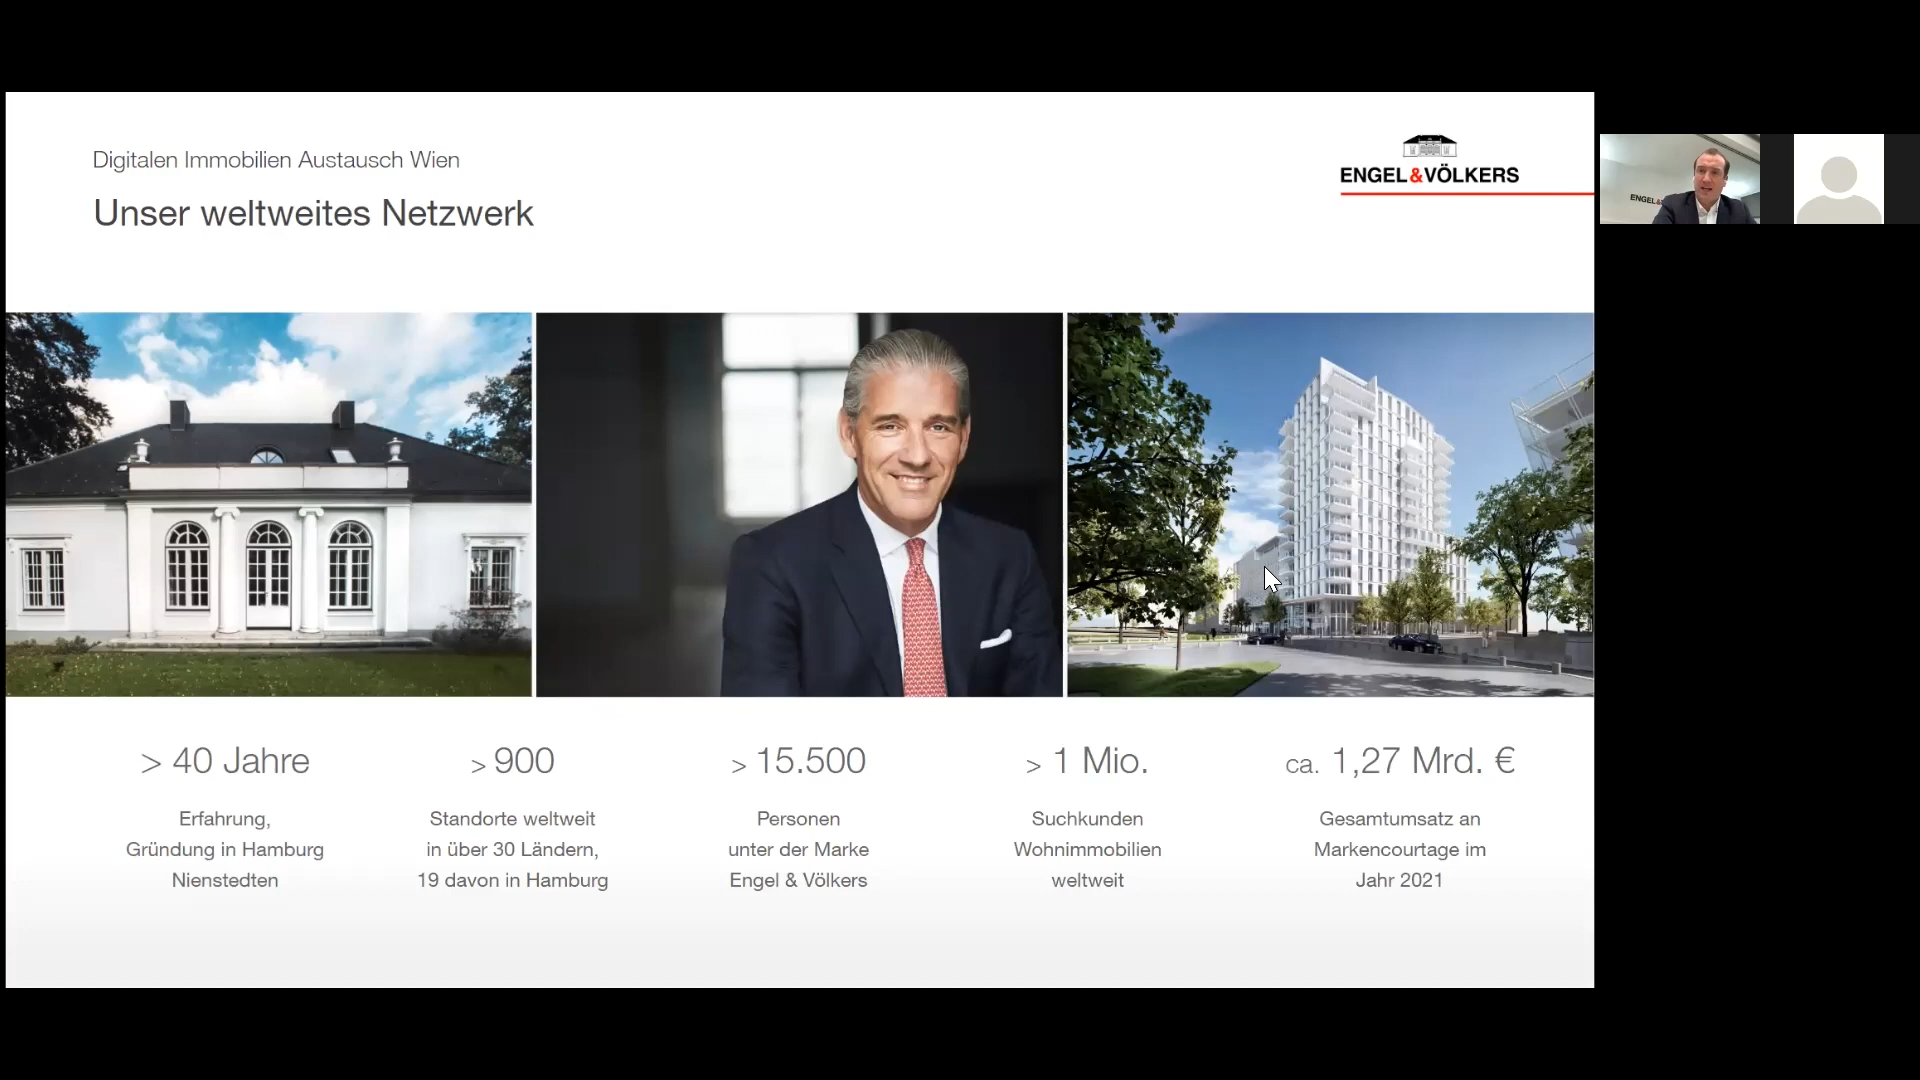 Digitalen Immobilien Austausch Wien
Unser weltweites Netzwerk
ENGEL&VÖLKERS
> 40 Jahre
Erfahrung,
Gründung in Hamburg
Nienstedten
> 900
Standorte weltweit
in über 30 Ländern,
19 davon in Hamburg
> 15.500
Personen
unter der Marke
Engel & Völkers
> 1 Mio.
Suchkunden
Wohnimmobilien
weltweit
ca. 1,27 Mrd. €
Gesamtumsatz an
Markencourtage im
Jahr 2021
ENGEL&